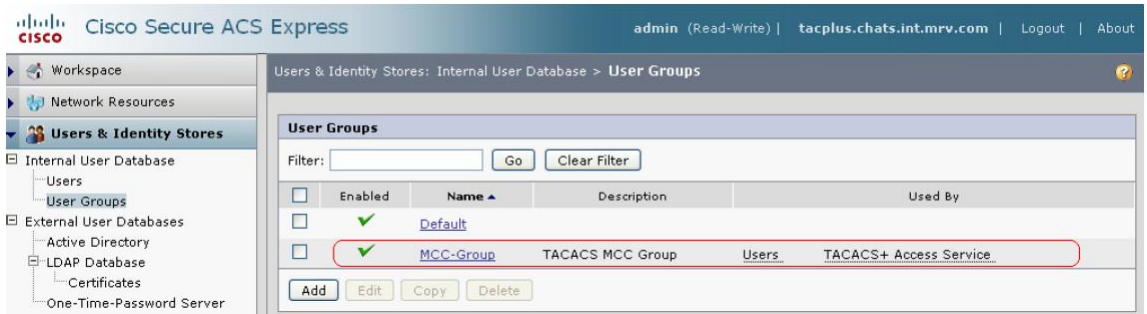 cisco Cisco Secure ACS Express admin (Read-Write) | tacplus.chats.int.mrv.com | Logout | About
Workspace
Network Resources
Users & Identity Stores
Internal User Database
Users
User Groups
External User Databases
Active Directory
LDAP Database
Certificates
One-Time-Password Server
Users & Identity Stores: Internal User Database > User Groups ?
User Groups
Filter: Go Clear Filter
Enabled Name Description Used By
Default
MCC-Group TACACS MCC Group Users TACACS+ Access Service
Add Edit Copy Delete